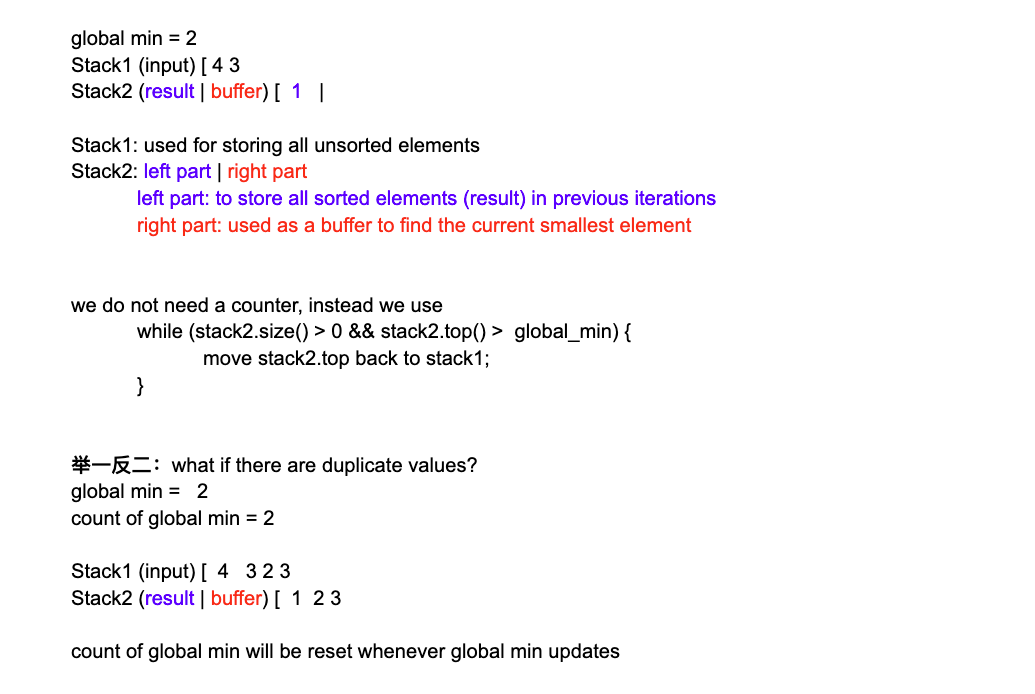 global min = 2
Stack1 (input) [ 4 3
Stack2 (result | buffer) [ 1 |
Stack1: used for storing all unsorted elements
Stack2: left part | right part
left part: to store all sorted elements (result) in previous iterations
right part: used as a buffer to find the current smallest element
we do not need a counter, instead we use
while (stack2.size() > 0 && stack2.top() > global_min) {
move stack2.top back to stack1;
}
举一反二：what if there are duplicate values?
global min = 2
count of global min = 2
Stack1 (input) [ 4 3 2 3
Stack2 (result | buffer) [ 1 2 3
count of global min will be reset whenever global min updates